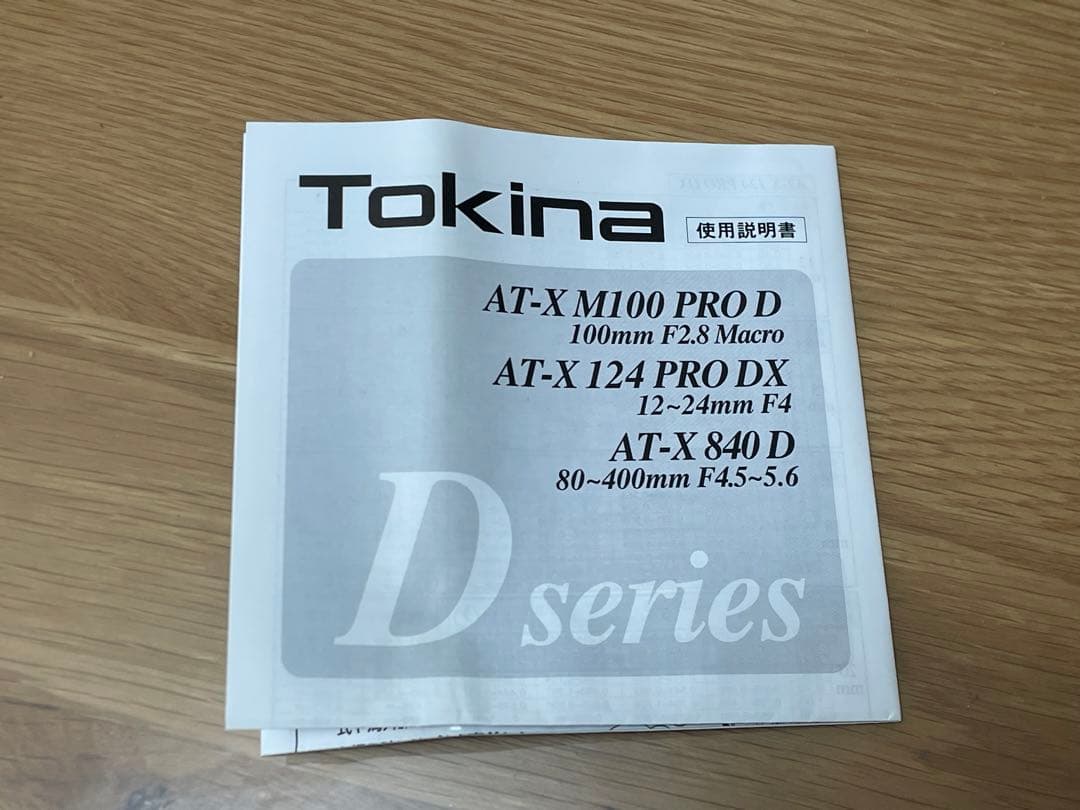 Tokina
使用説明書
AT-X M100 PRO D
100mm F2.8 Macro
AT-X 124 PRO DX
12~24mm F4
AT-X 840 D
80~400mm F4.5~5.6
D series